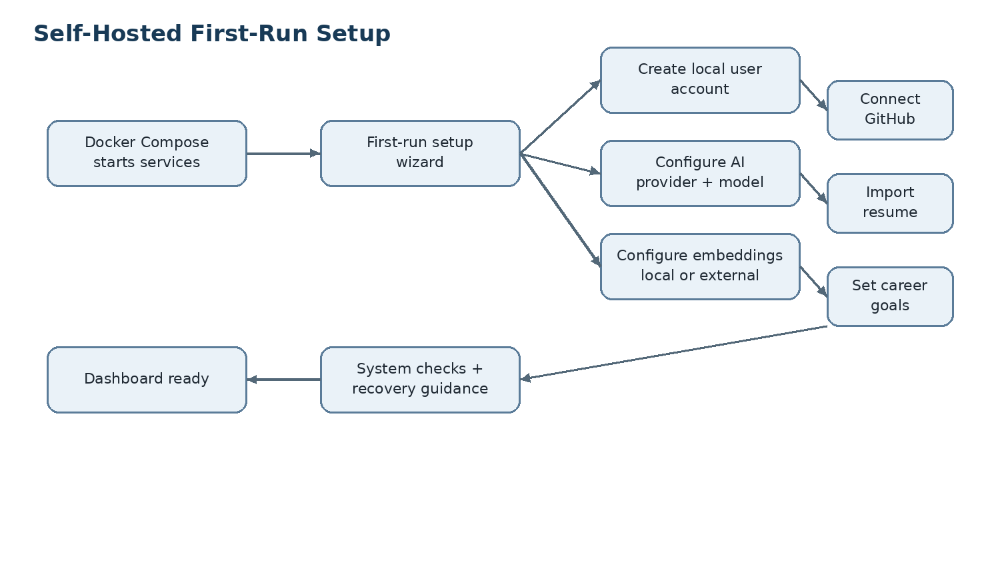 Self-Hosted First-Run Setup
Docker Compose
starts services
First-run setup
wizard
Create local user
account
Connect
GitHub
Configure AI
provider + model
Import
resume
Configure embeddings
local or external
Set career
goals
System checks +
recovery guidance
Dashboard ready